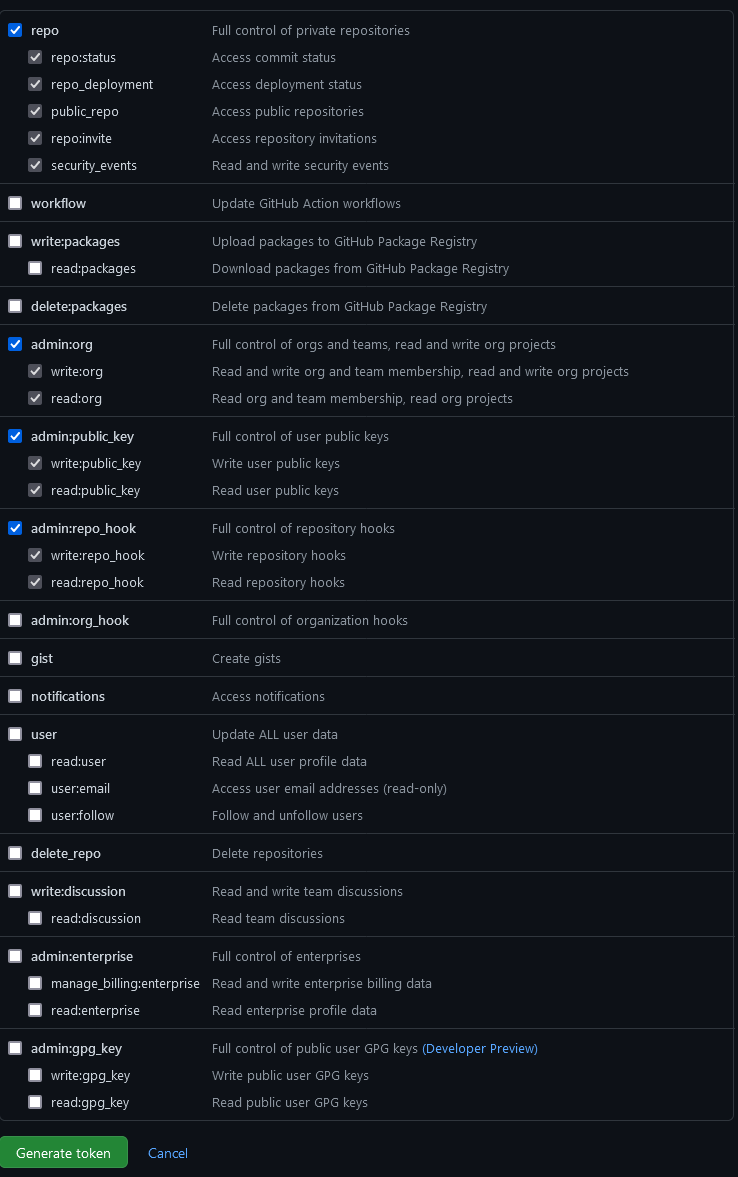 repo Full control of private repositories
repo:status Access commit status
repo_deployment Access deployment status
public_repo Access public repositories
repo:invite Access repository invitations
security_events Read and write security events
workflow Update GitHub Action workflows
write:packages Upload packages to GitHub Package Registry
read:packages Download packages from GitHub Package Registry
delete:packages Delete packages from GitHub Package Registry
admin:org Full control of orgs and teams, read and write org projects
write:org Read and write org and team membership, read and write org projects
read:org Read org and team membership, read org projects
admin:public_key Full control of user public keys
write:public_key Write user public keys
read:public_key Read user public keys
admin:repo_hook Full control of repository hooks
write:repo_hook Write repository hooks
read:repo_hook Read repository hooks
admin:org_hook Full control of organization hooks
gist Create gists
notifications Access notifications
user Update ALL user data
read:user Read ALL user profile data
user:email Access user email addresses (read-only)
user:follow Follow and unfollow users
delete_repo Delete repositories
write:discussion Read and write team discussions
read:discussion Read team discussions
admin:enterprise Full control of enterprises
manage_billing:enterprise Read and write enterprise billing data
read:enterprise Read enterprise profile data
admin:gpg_key Full control of public user GPG keys (Developer Preview)
write:gpg_key Write public user GPG keys
read:gpg_key Read public user GPG keys
Generate token Cancel